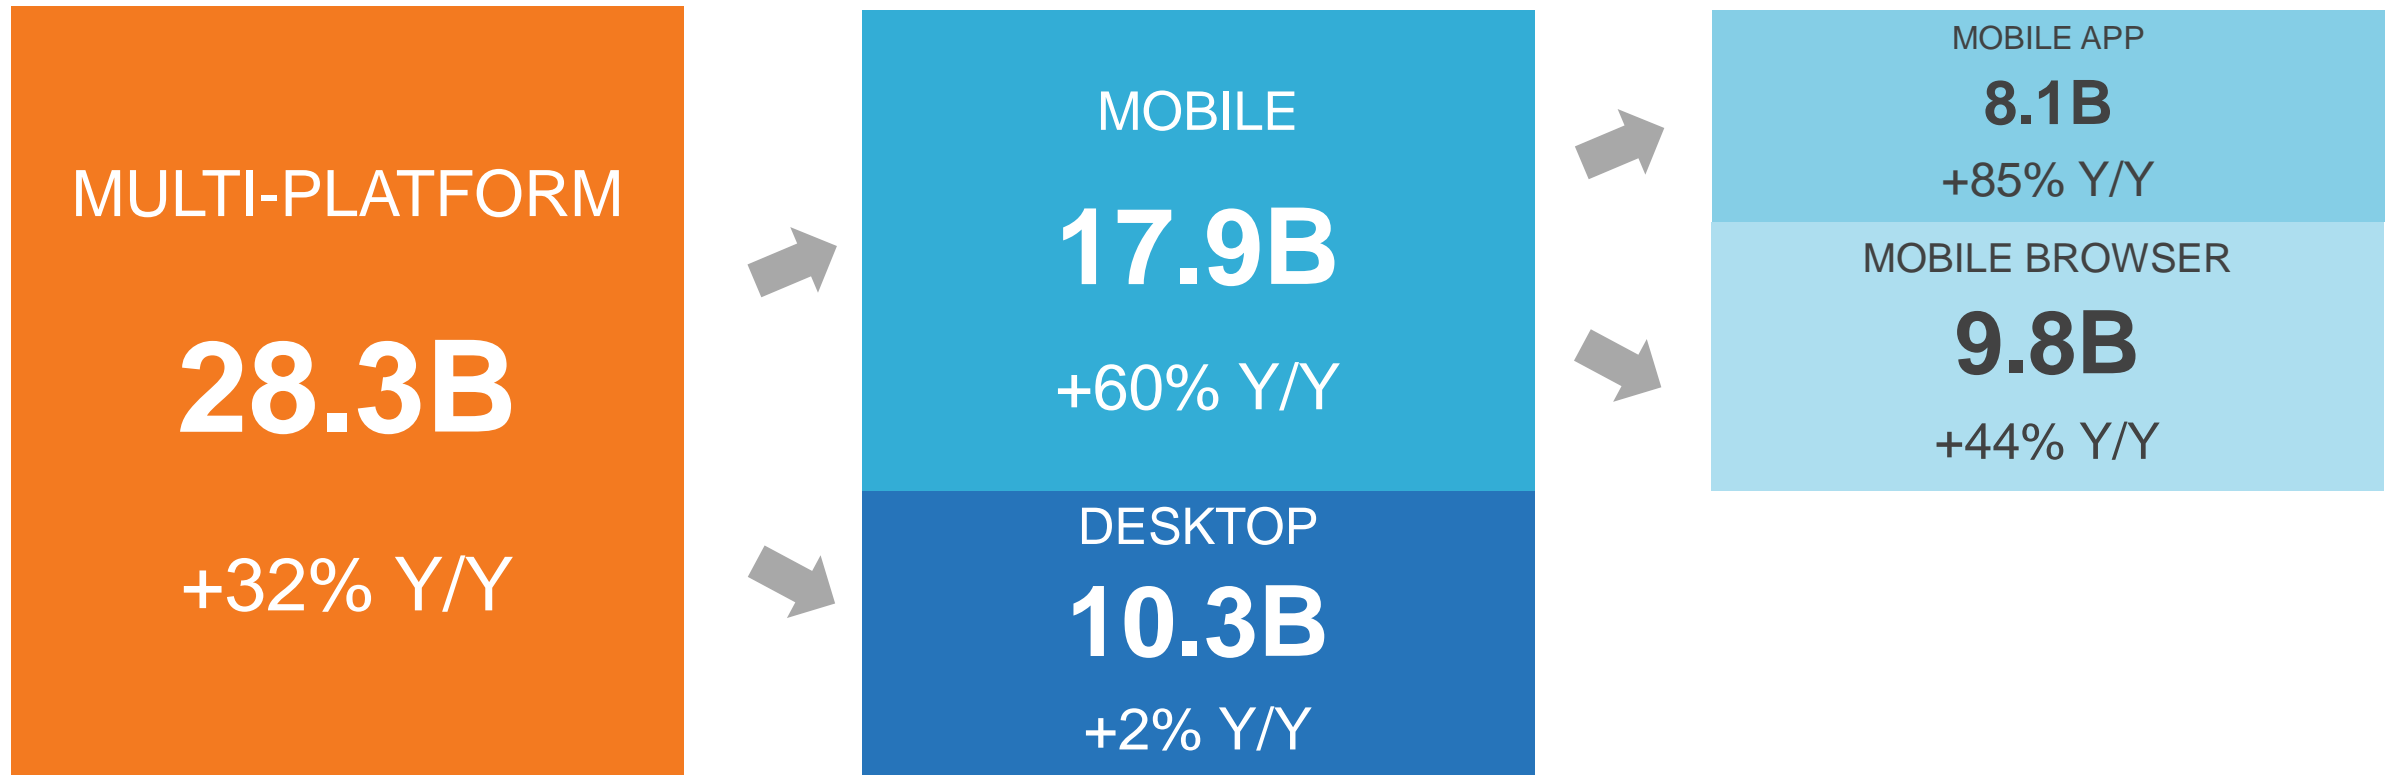 MULTI-PLATFORM
28.3B
+32% Y/Y
MOBILE
17.9B
+60% Y/Y
DESKTOP
10.3B
+2% Y/Y
MOBILE APP
8.1B
+85% Y/Y
MOBILE BROWSER
9.8B
+44% Y/Y